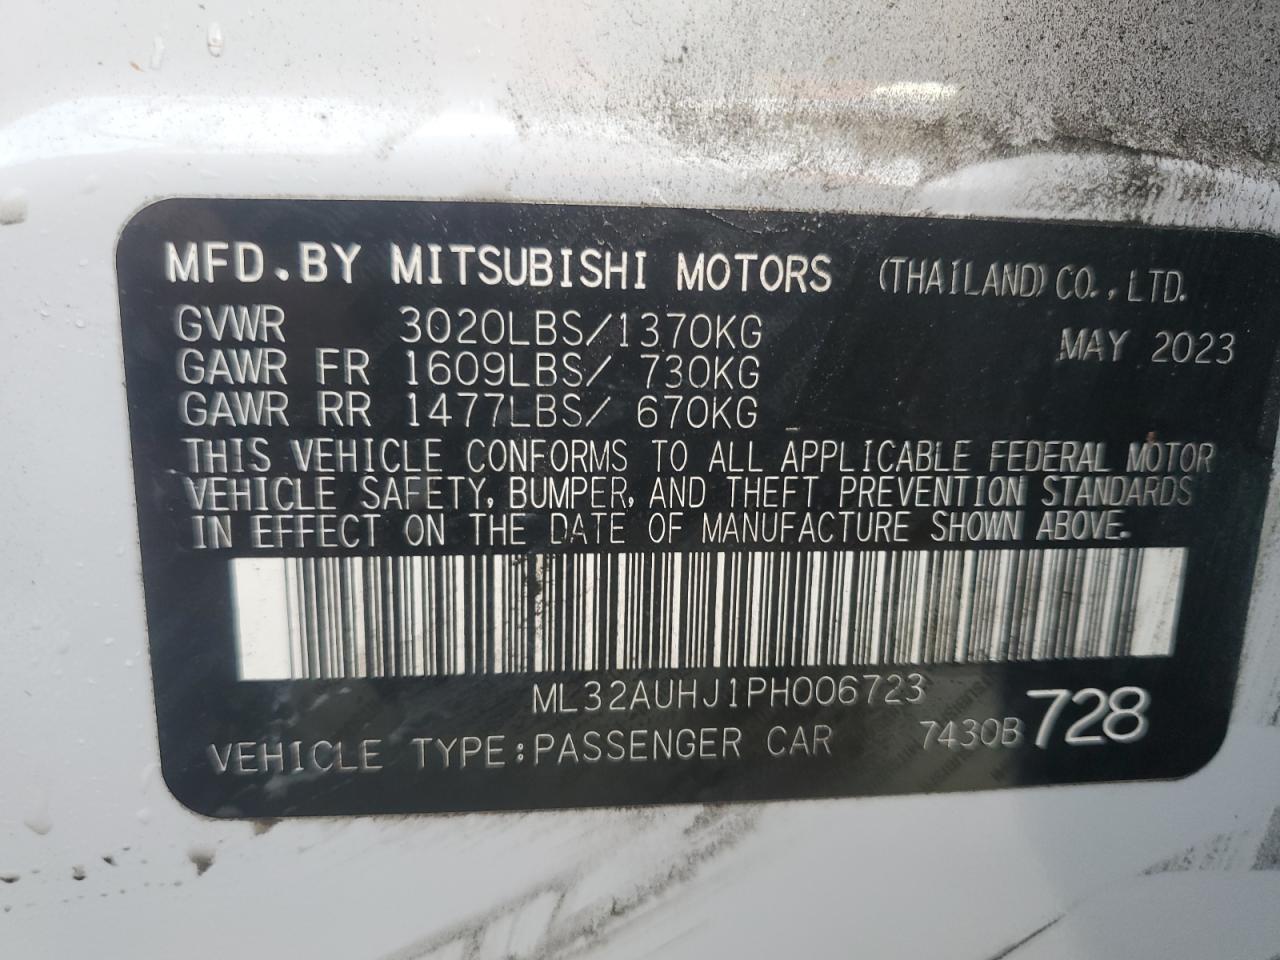 MFD.BY MITSUBISHI MOTORS (THAILAND) CO., LTD.
GVWR 3020LBS/1370KG MAY 2023
GAWR FR 1609LBS/ 730KG
GAWR RR 1477LBS/ 670KG
THIS VEHICLE CONFORMS TO ALL APPLICABLE FEDERAL MOTOR
VEHICLE SAFETY, BUMPER, AND THEFT PREVENTION STANDARDS
IN EFFECT ON THE DATE OF MANUFACTURE SHOWN ABOVE.
ML32AUHJ1PH006723
VEHICLE TYPE:PASSENGER CAR 7430B728